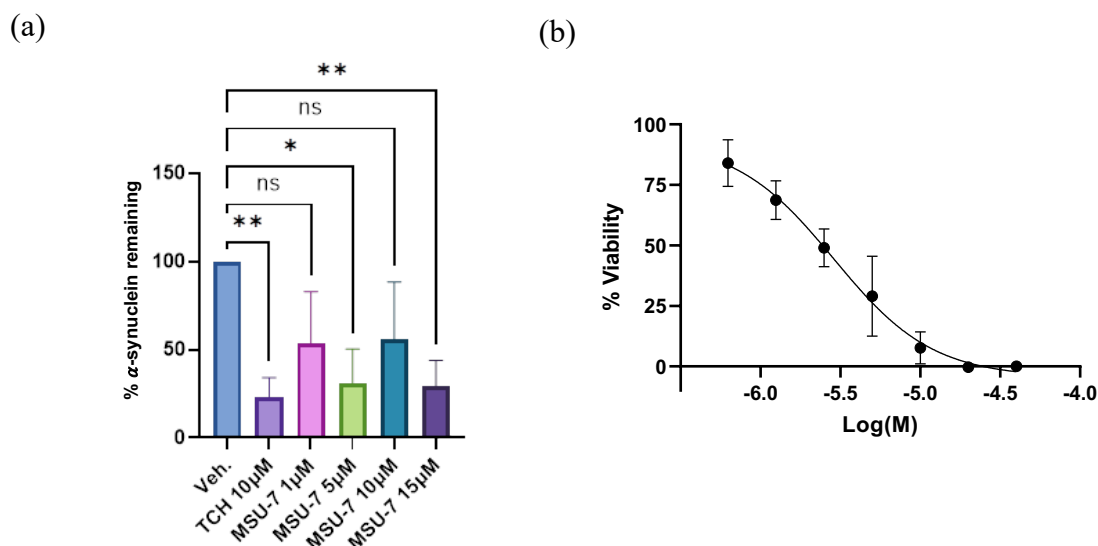 (a)
(b)
**
ns
*
ns
**
% α-synuclein remaining
150
100
50
0
Veh.
TCH 10µM
MSU-7 1µM
MSU-7 5µM
MSU-7 10µM
MSU-7 15µM
% Viability
100
75
50
25
0
-6.0 -5.5 -5.0 -4.5 -4.0
Log(M)